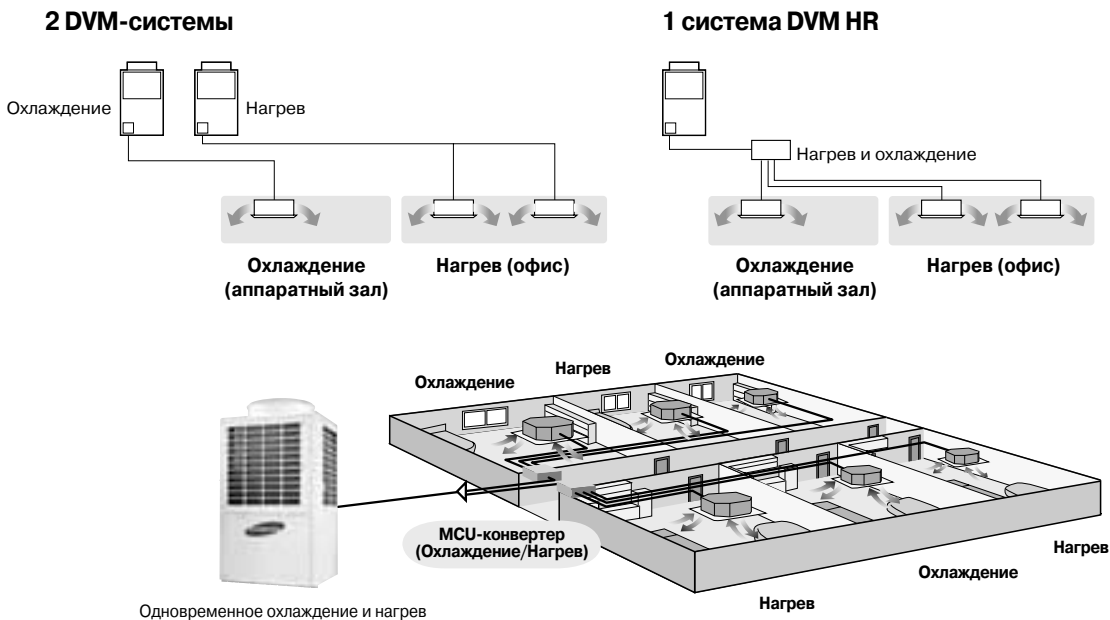 2 DVM-системы
1 система DVM HR
Охлаждение
Нагрев
Нагрев и охлаждение
Охлаждение
(аппаратный зал)
Нагрев (офис)
Охлаждение
(аппаратный зал)
Нагрев (офис)
Охлаждение
Нагрев
Охлаждение
MCU-конвертер
(Охлаждение/Нагрев)
Нагрев
Охлаждение
Нагрев
Одновременное охлаждение и нагрев